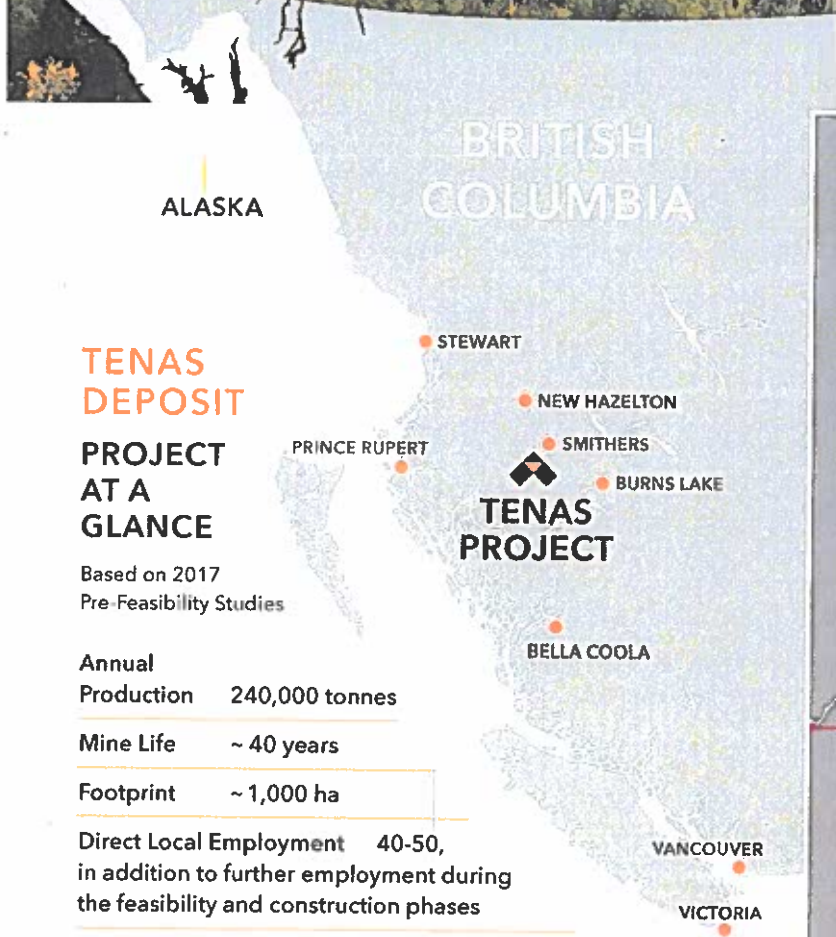 BRITISH
COLUMBIA
ALASKA
STEWART
NEW HAZELTON
SMITHERS
PRINCE RUPERT
BURNS LAKE
TENAS
PROJECT
BELLA COOLA
VANCOUVER
VICTORIA
TENAS
DEPOSIT
PROJECT
AT A
GLANCE
Based on 2017
Pre-Feasibility Studies
Annual
Production 240,000 tonnes
Mine Life ~ 40 years
Footprint ~ 1,000 ha
Direct Local Employment 40-50,
in addition to further employment during
the feasibility and construction phases